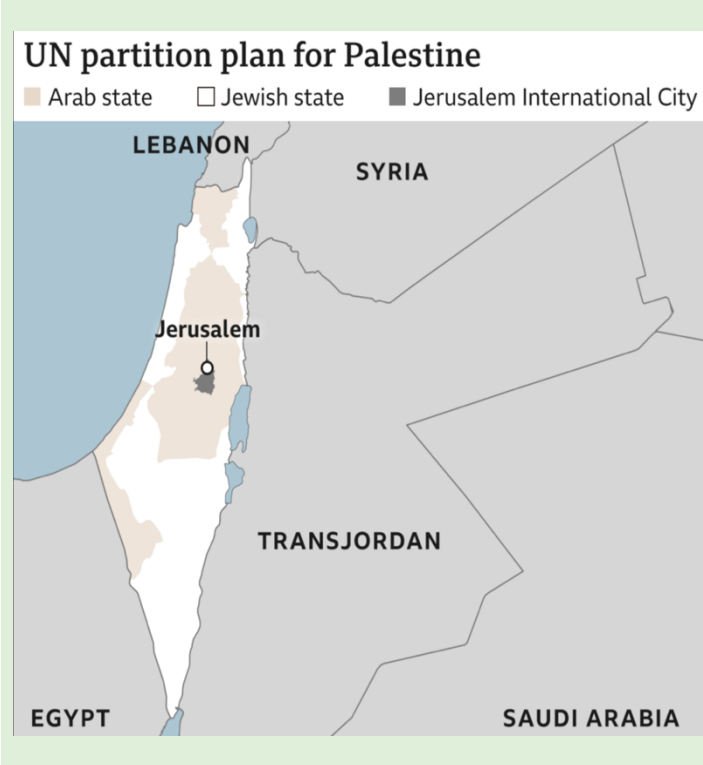 UN partition plan for Palestine
Arab state Jewish state Jerusalem International City
LEBANON
SYRIA
Jerusalem
TRANSJORDAN
EGYPT
SAUDI ARABIA